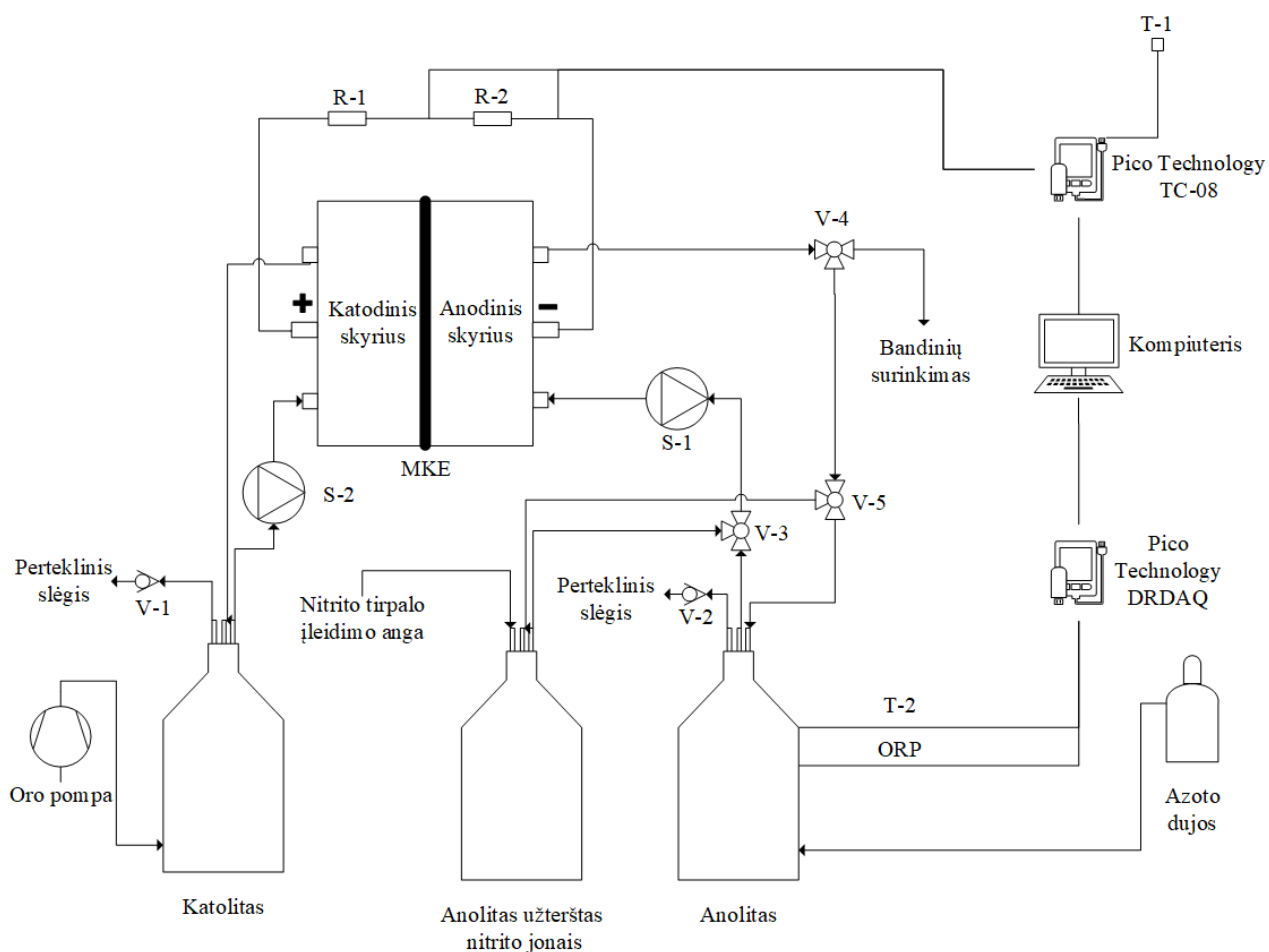 T-1
R-1
R-2
Pico Technology
TC-08
V-4
+
Katodinis
skyrius
Anodinis
skyrius
Bandinių
surinkimas
Kompiuteris
S-1
MKE
S-2
V-5
V-3
Pico
Technology
DRDAQ
Perteklinis
slėgis
V-1
Nitrito tirpalo
įleidimo anga
Perteklinis
slėgis
V-2
T-2
ORP
Oro pompa
Azoto
dujos
Katolitas
Anolitas užterštas
nitrito jonais
Anolitas